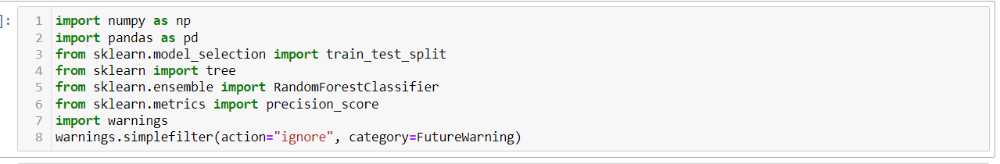 ]:
1 import numpy as np
2 import pandas as pd
3 from sklearn.model_selection import train_test_split
4 from sklearn import tree
5 from sklearn.ensemble import RandomForestClassifier
6 from sklearn.metrics import precision_score
7 import warnings
8 warnings.simplefilter(action="ignore", category=FutureWarning)